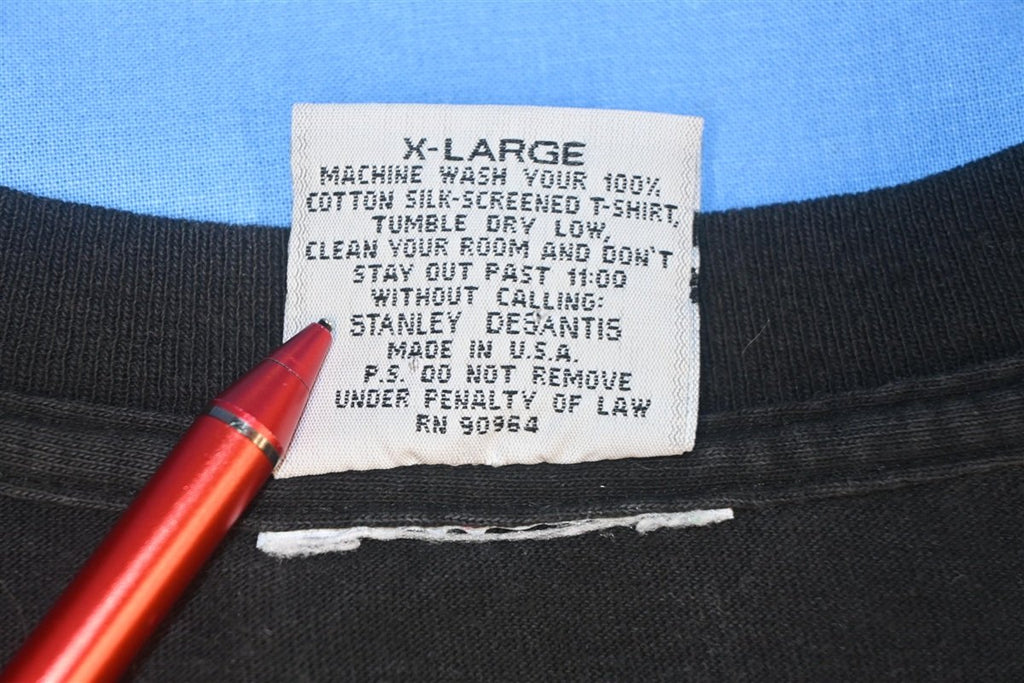 X-LARGE
MACHINE WASH YOUR 100%
COTTON SILK-SCREENED T-SHIRT,
TUMBLE DRY LOW,
CLEAN YOUR ROOM AND DON'T
STAY OUT PAST 11:00
WITHOUT CALLING:
STANLEY DESANTIS
MADE IN U.S.A.
P.S. DO NOT REMOVE
UNDER PENALTY OF LAW
RN 90964